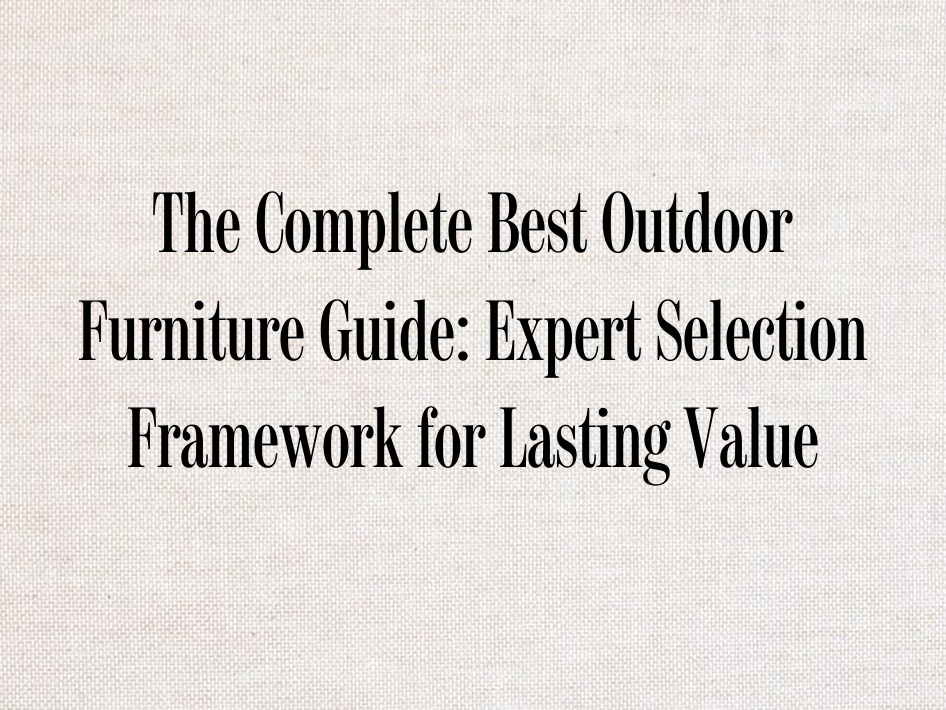 The Complete Best Outdoor
Furniture Guide: Expert Selection
Framework for Lasting Value